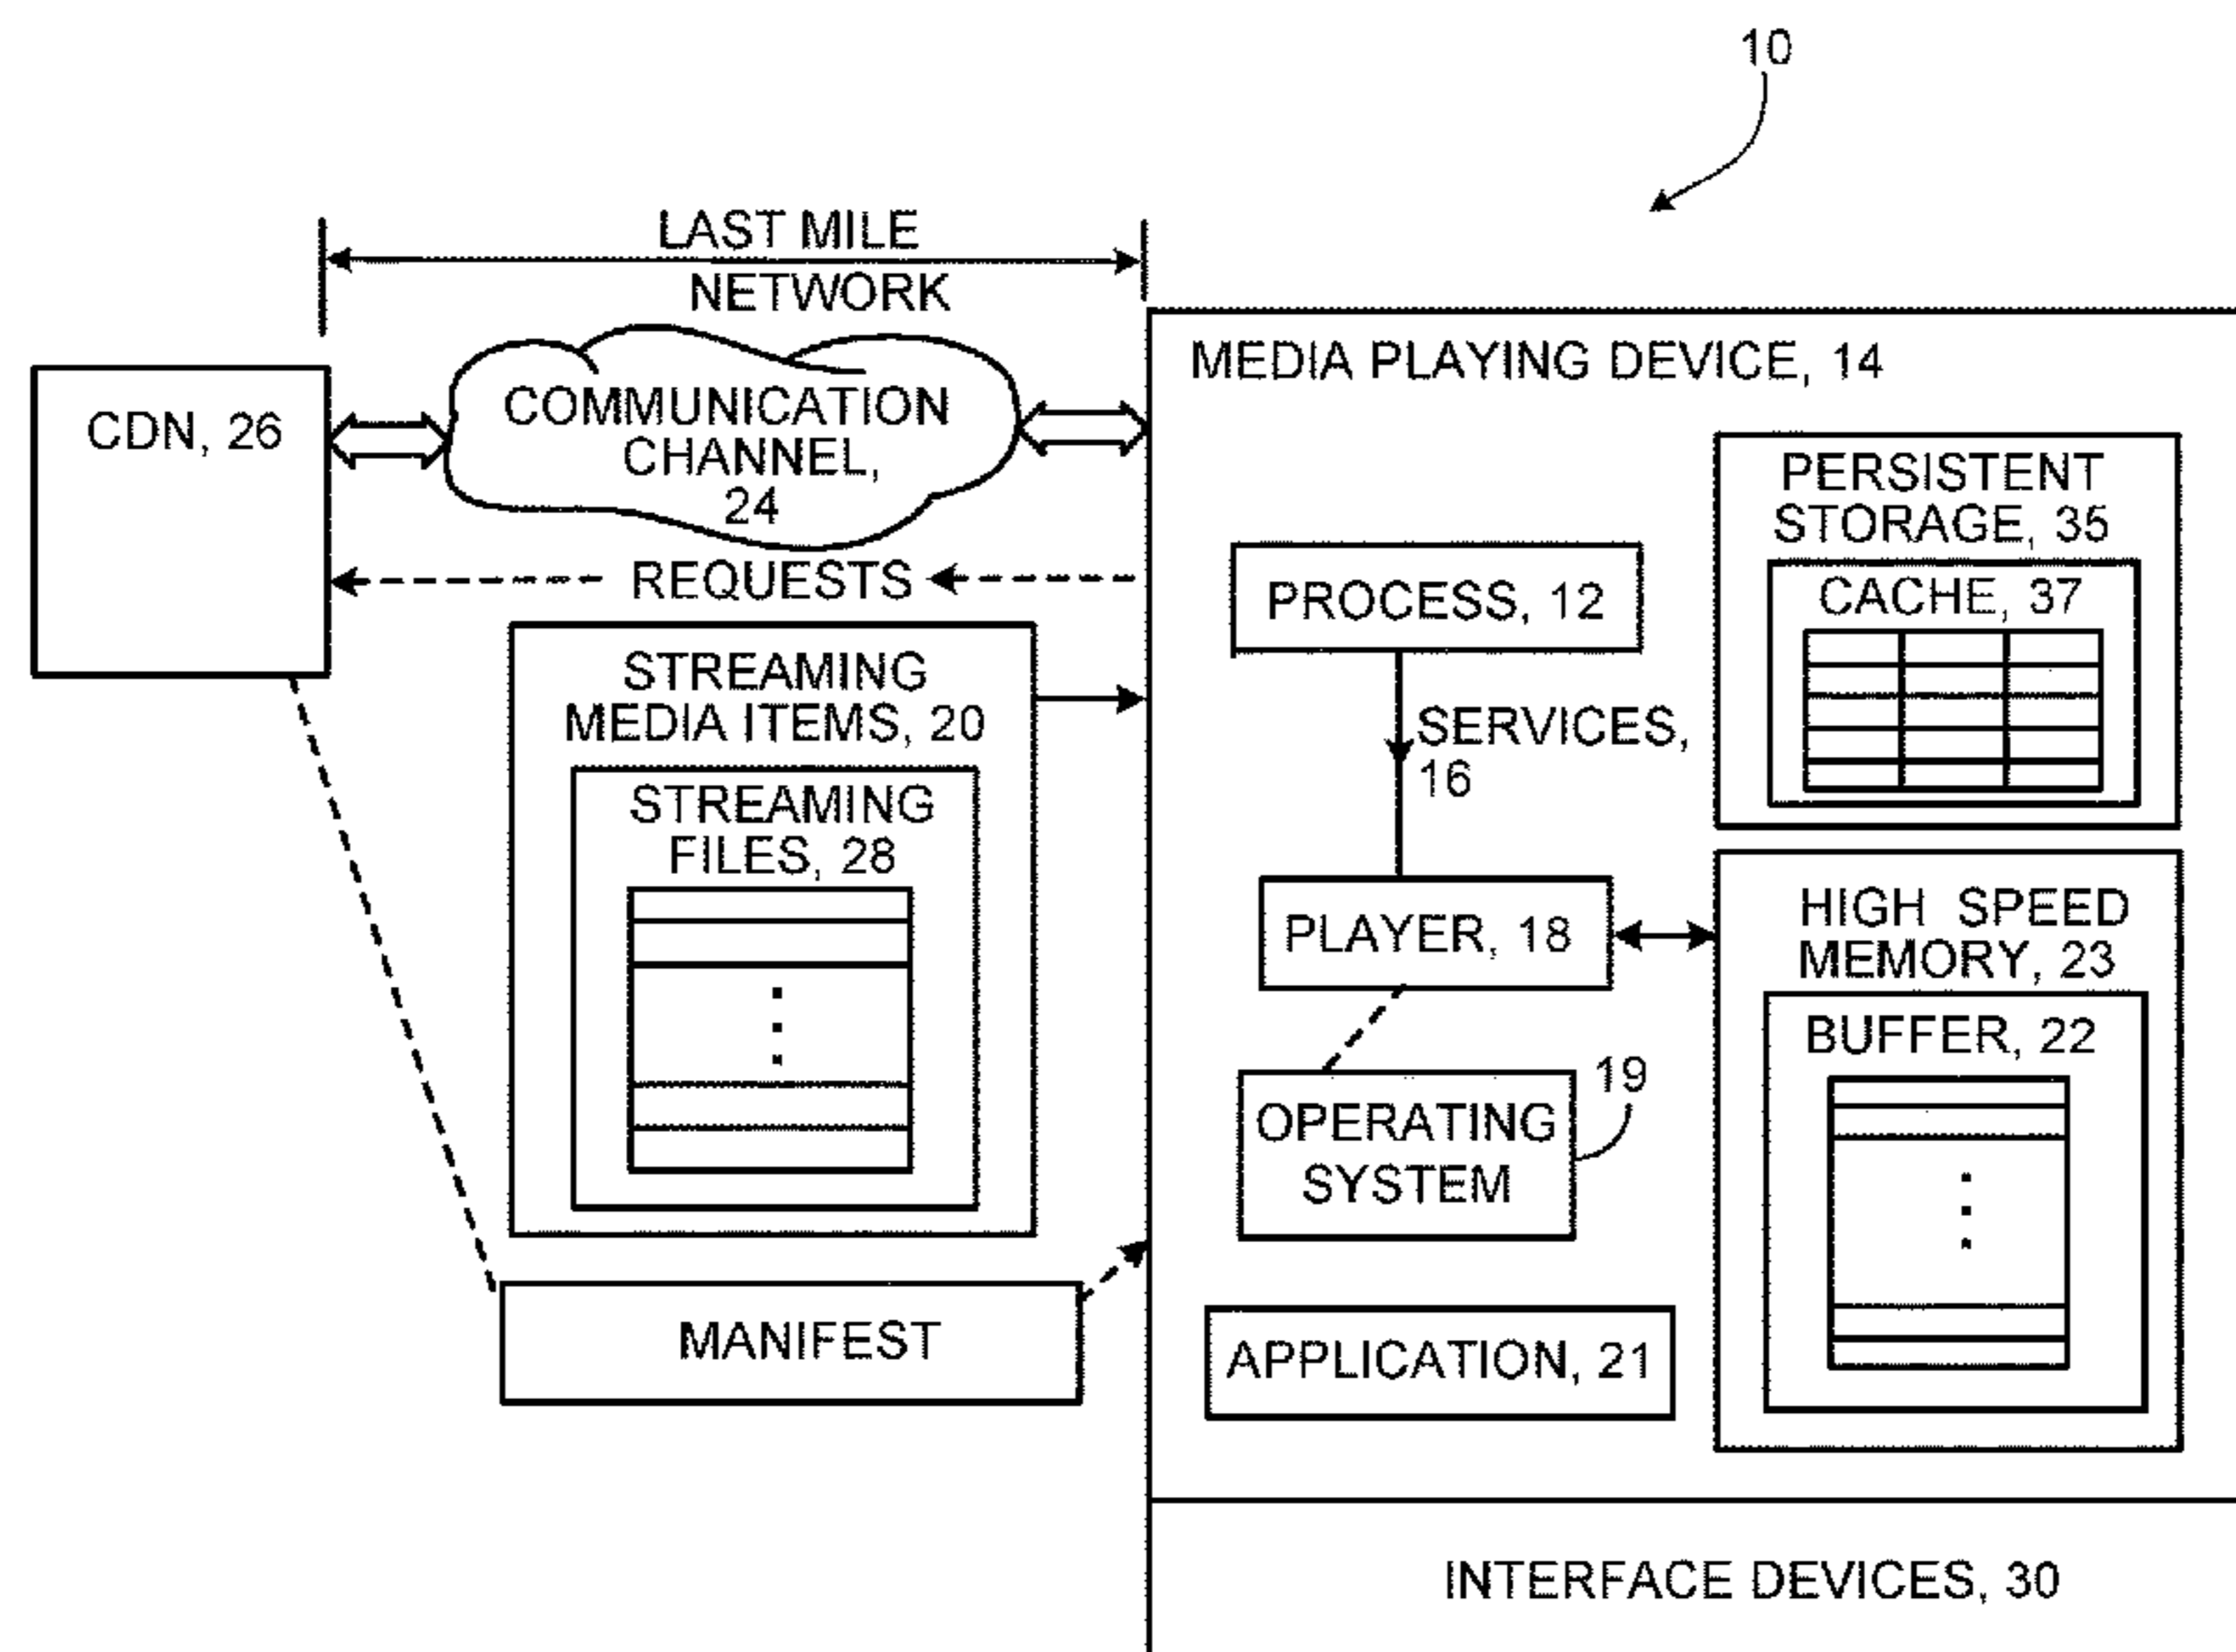 10
LAST MILE
NETWORK
COMMUNICATION
CHANNEL,
24
CDN, 26
REQUESTS
STREAMING
MEDIA ITEMS, 20
STREAMING
FILES, 28
MANIFEST
MEDIA PLAYING DEVICE, 14
PROCESS, 12
SERVICES,
16
PLAYER, 18
OPERATING
SYSTEM
19
APPLICATION, 21
PERSISTENT
STORAGE, 35
CACHE, 37
HIGH SPEED
MEMORY, 23
BUFFER, 22
INTERFACE DEVICES, 30